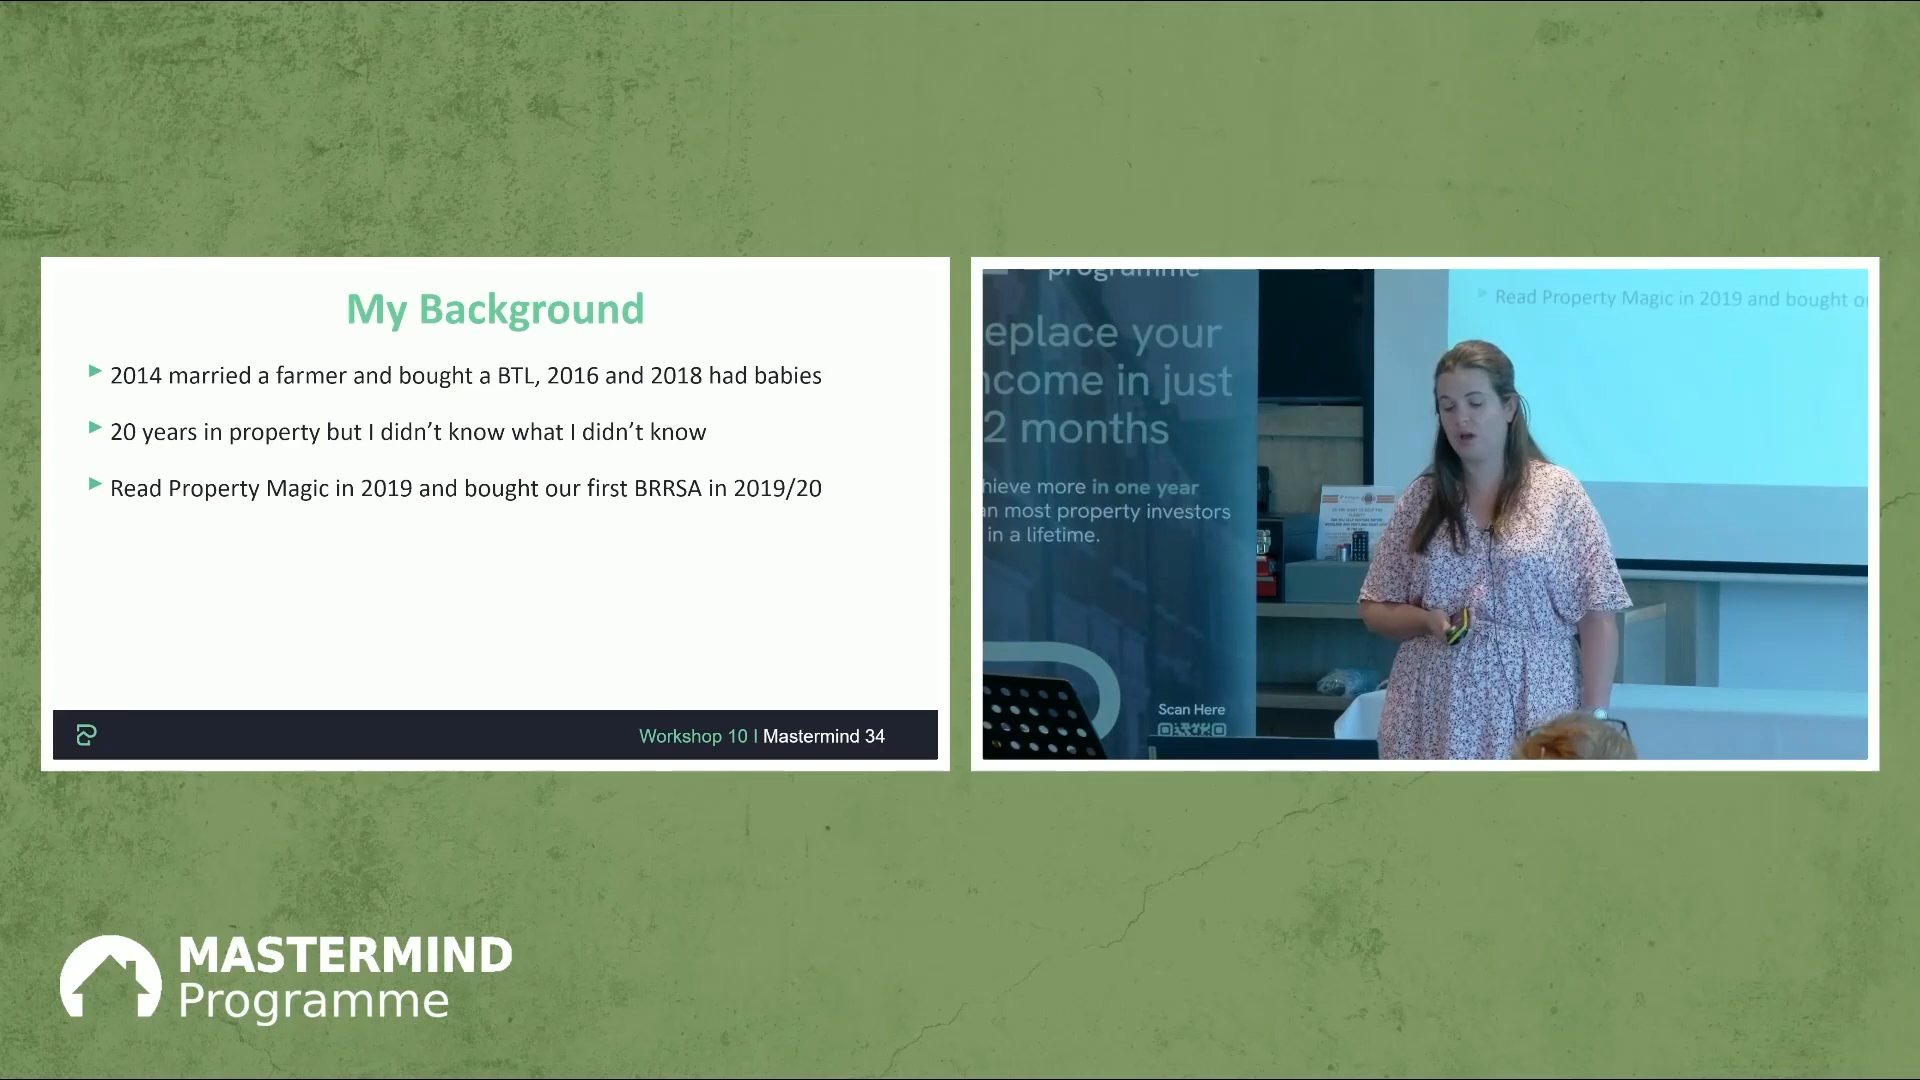 My Background
2014 married a farmer and bought a BTL, 2016 and 2018 had babies
20 years in property but I didn't know what I didn't know
Read Property Magic in 2019 and bought our first BRRSA in 2019/20
Workshop 10 | Mastermind 34
programme
eplace your
ncome in just
2 months
hieve more in one year
an most property investors
in a lifetime.
Scan Here
Read Property Magic in 2019 and bought o
MASTERMIND
Programme